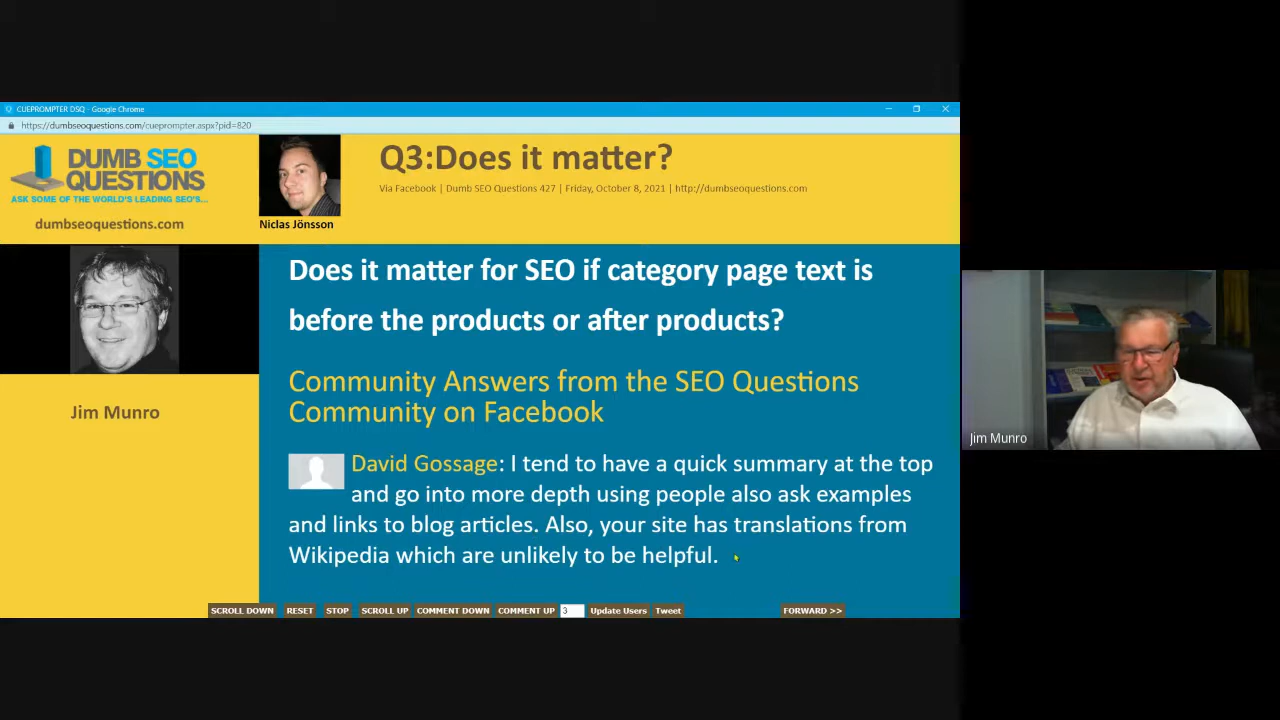 CUEPROMPTER DSQ - Google Chrome
https://dumbseoquestions.com/cueprompter.aspx?pid=820
DUMB SEO
QUESTIONS
ASK SOME OF THE WORLD'S LEADING SEO'S...
dumbseoquestions.com
Niclas Jönsson
Q3:Does it matter?
Via Facebook | Dumb SEO Questions 427 | Friday, October 8, 2021 | http://dumbseoquestions.com
Jim Munro
Does it matter for SEO if category page text is
before the products or after products?
Community Answers from the SEO Questions
Community on Facebook
David Gossage: I tend to have a quick summary at the top
and go into more depth using people also ask examples
and links to blog articles. Also, your site has translations from
Wikipedia which are unlikely to be helpful.
SCROLL DOWN RESET STOP SCROLL UP COMMENT DOWN COMMENT UP 3 Update Users Tweet FORWARD >>
Jim Munro